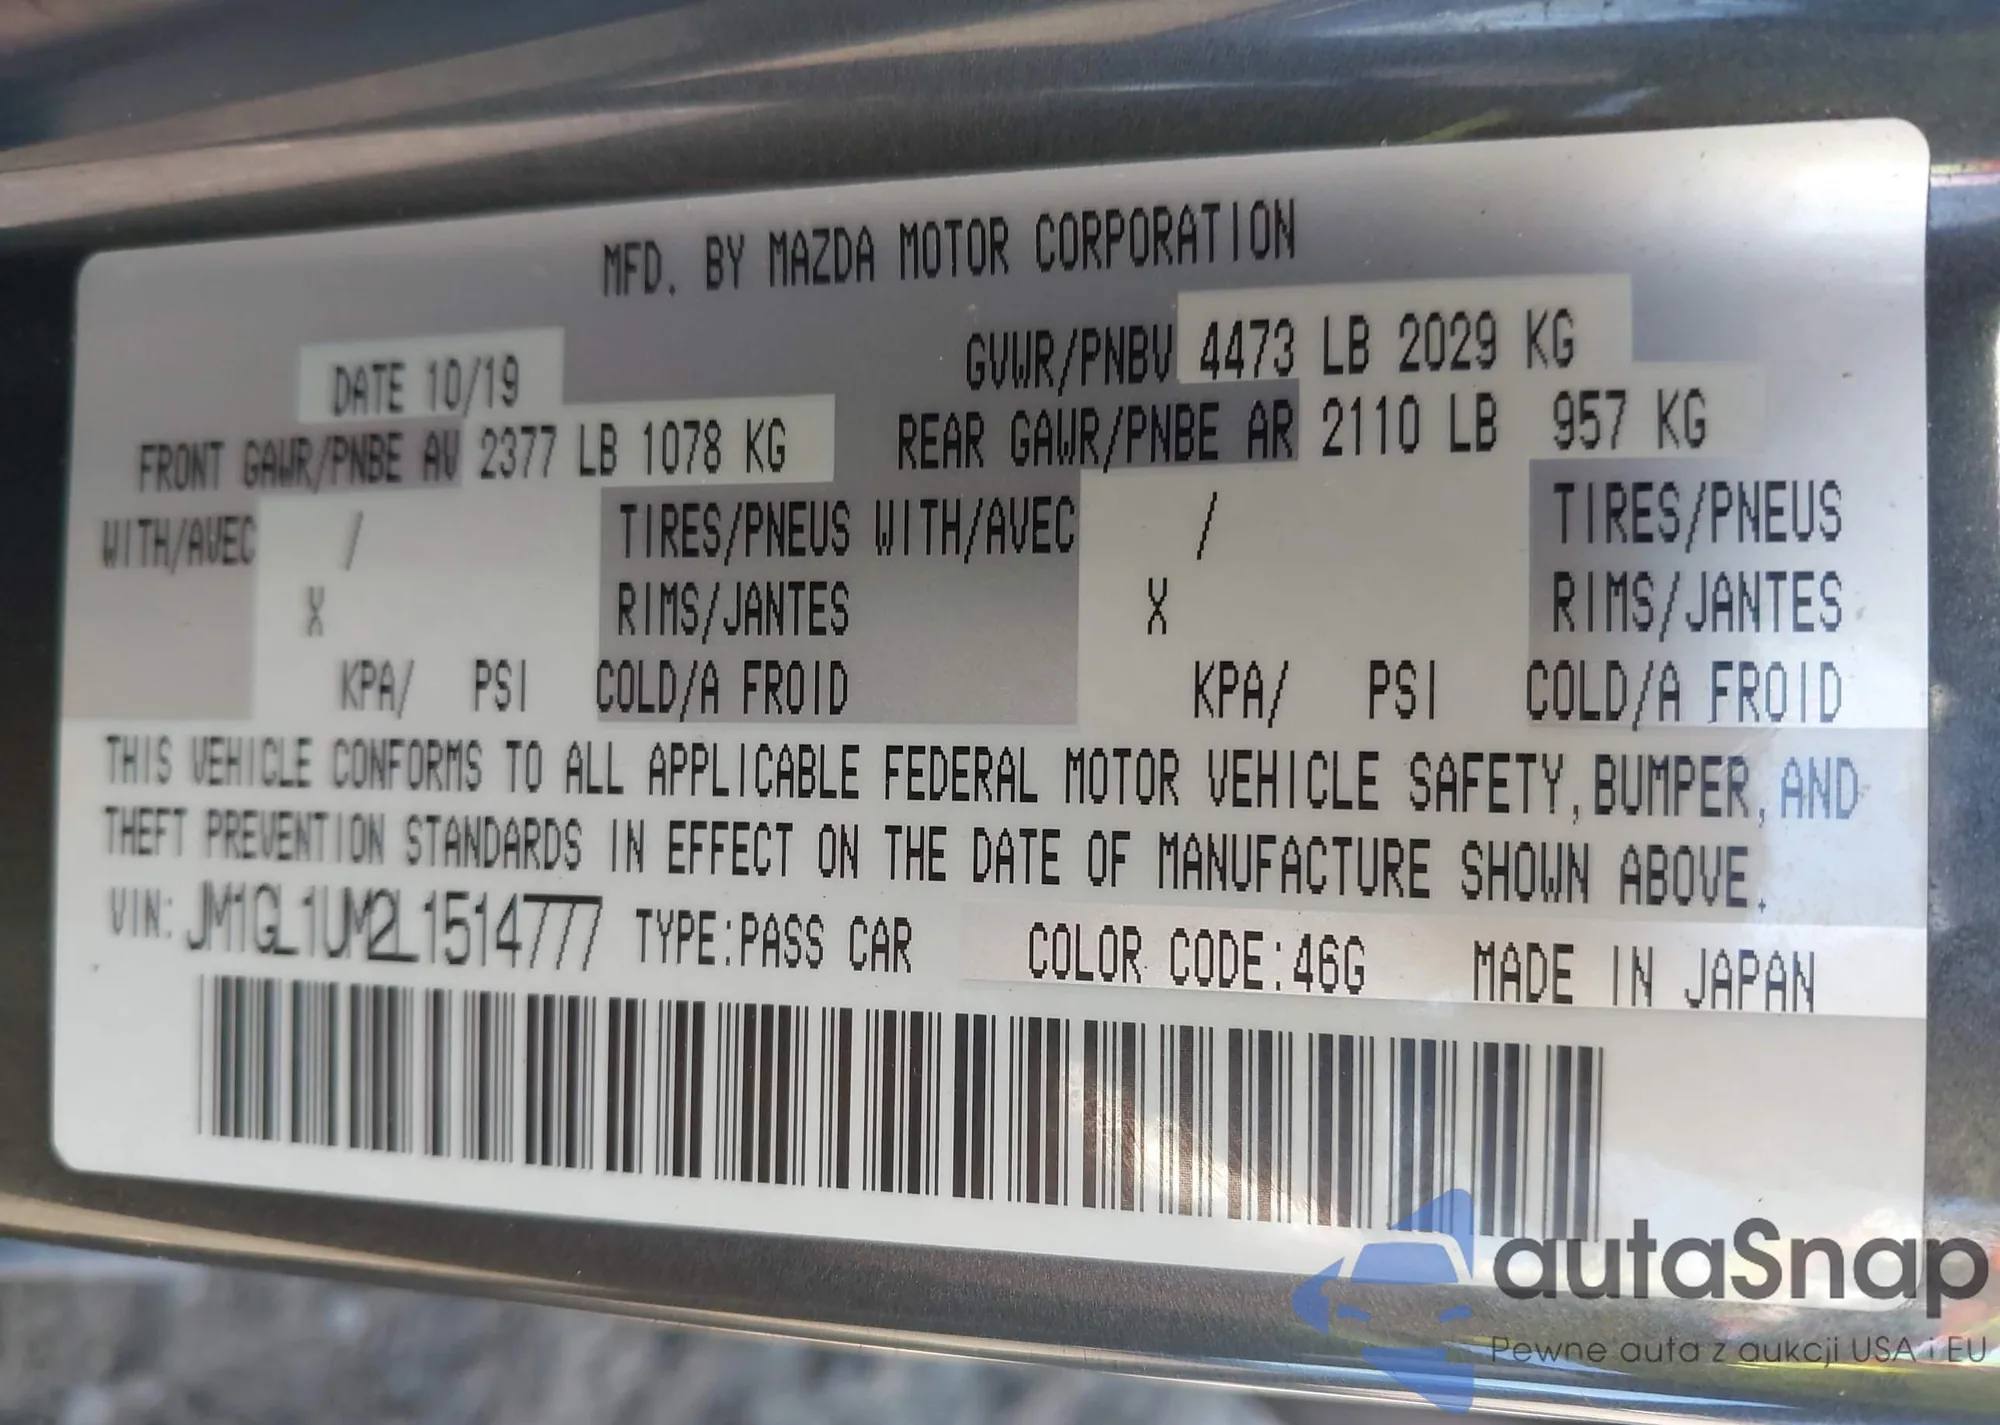 MFD. BY MAZDA MOTOR CORPORATION
DATE 10/19 GVWR/PNBV 4473 LB 2029 KG
FRONT GAWR/PNBE AV 2377 LB 1078 KG REAR GAWR/PNBE AR 2110 LB 957 KG
WITH/AVEC / TIRES/PNEUS WITH/AVEC / TIRES/PNEUS
X RIMS/JANTES X RIMS/JANTES
KPA/ PSI COLD/A FROID KPA/ PSI COLD/A FROID
THIS VEHICLE CONFORMS TO ALL APPLICABLE FEDERAL MOTOR VEHICLE SAFETY, BUMPER, AND
THEFT PREVENTION STANDARDS IN EFFECT ON THE DATE OF MANUFACTURE SHOWN ABOVE.
VIN: JM1GL1UM2L1514777 TYPE:PASS CAR COLOR CODE:46G MADE IN JAPAN
autaSnap
Pewne auta z aukcji USA i EU